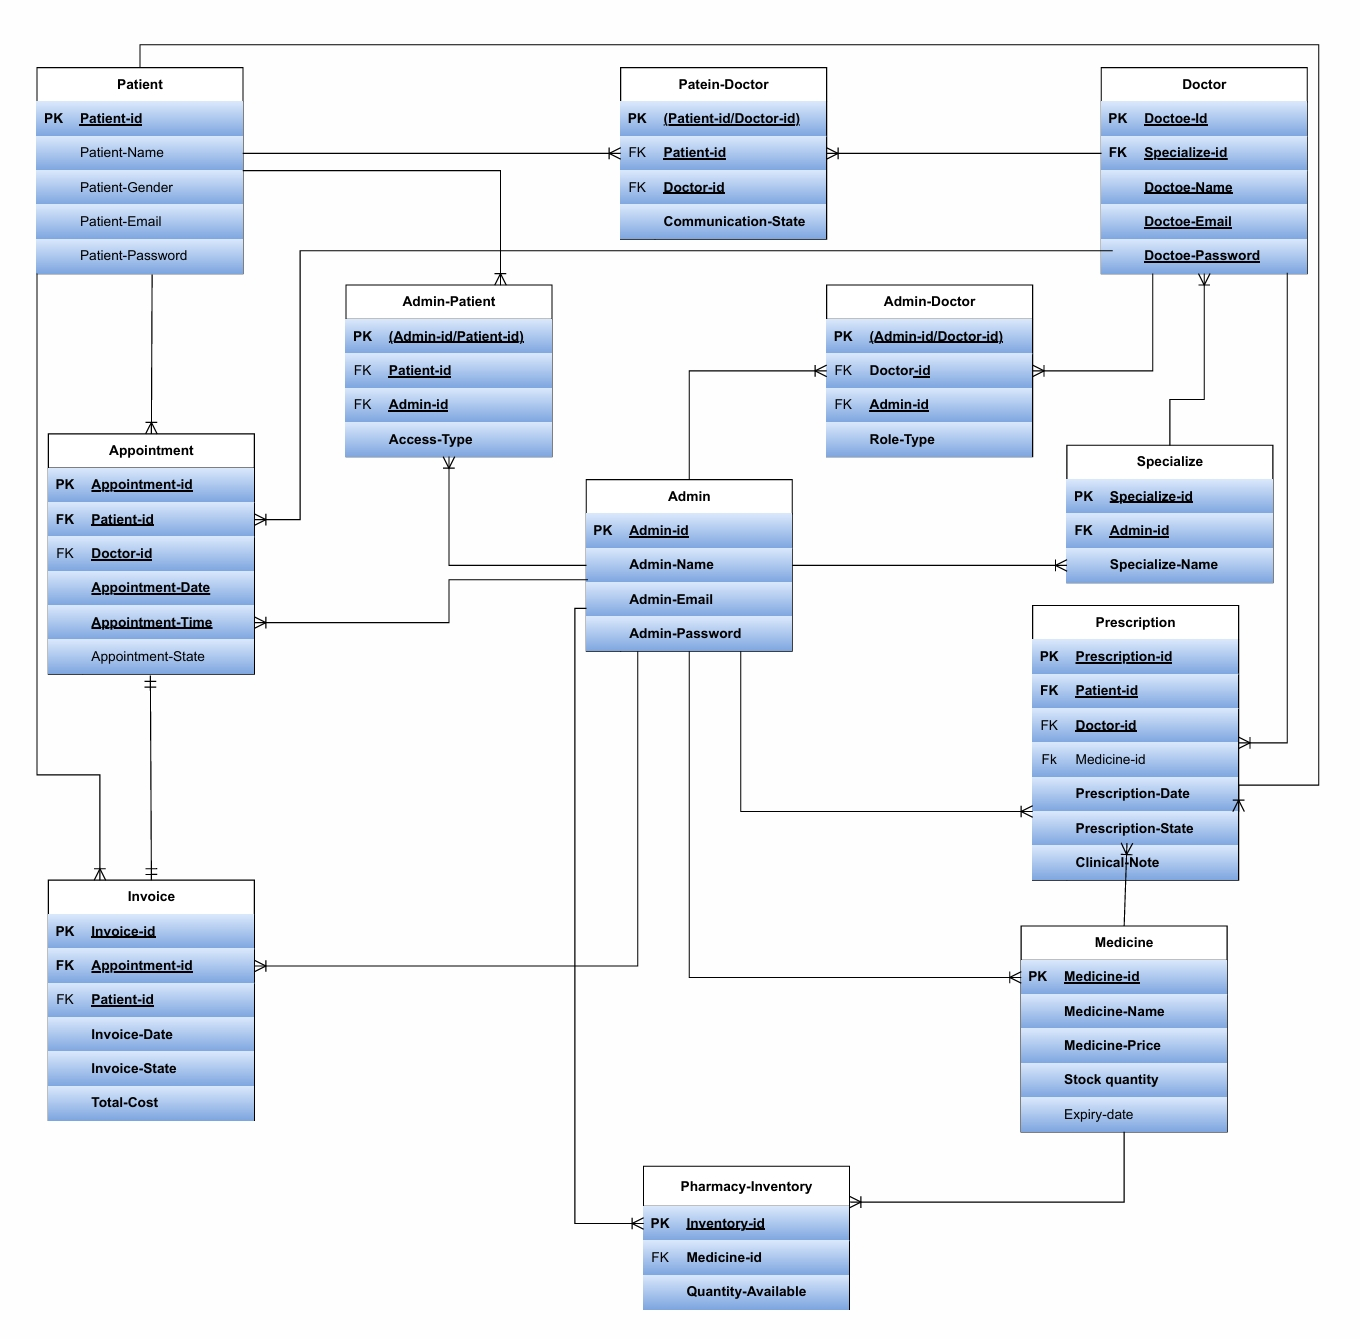 Patient
PK Patient-id
Patient-Name
Patient-Gender
Patient-Email
Patient-Password
Patein-Doctor
PK (Patient-id/Doctor-id)
FK Patient-id
FK Doctor-id
Communication-State
Doctor
PK Doctoe-Id
FK Specialize-id
Doctoe-Name
Doctoe-Email
Doctoe-Password
Admin-Patient
PK (Admin-id/Patient-id)
FK Patient-id
FK Admin-id
Access-Type
Admin-Doctor
PK (Admin-id/Doctor-id)
FK Doctor-id
FK Admin-id
Role-Type
Appointment
PK Appointment-id
FK Patient-id
FK Doctor-id
Appointment-Date
Appointment-Time
Appointment-State
Admin
PK Admin-id
Admin-Name
Admin-Email
Admin-Password
Specialize
PK Specialize-id
FK Admin-id
Specialize-Name
Prescription
PK Prescription-id
FK Patient-id
FK Doctor-id
Fk Medicine-id
Prescription-Date
Prescription-State
Clinical-Note
Invoice
PK Invoice-id
FK Appointment-id
FK Patient-id
Invoice-Date
Invoice-State
Total-Cost
Medicine
PK Medicine-id
Medicine-Name
Medicine-Price
Stock quantity
Expiry-date
Pharmacy-Inventory
PK Inventory-id
FK Medicine-id
Quantity-Available